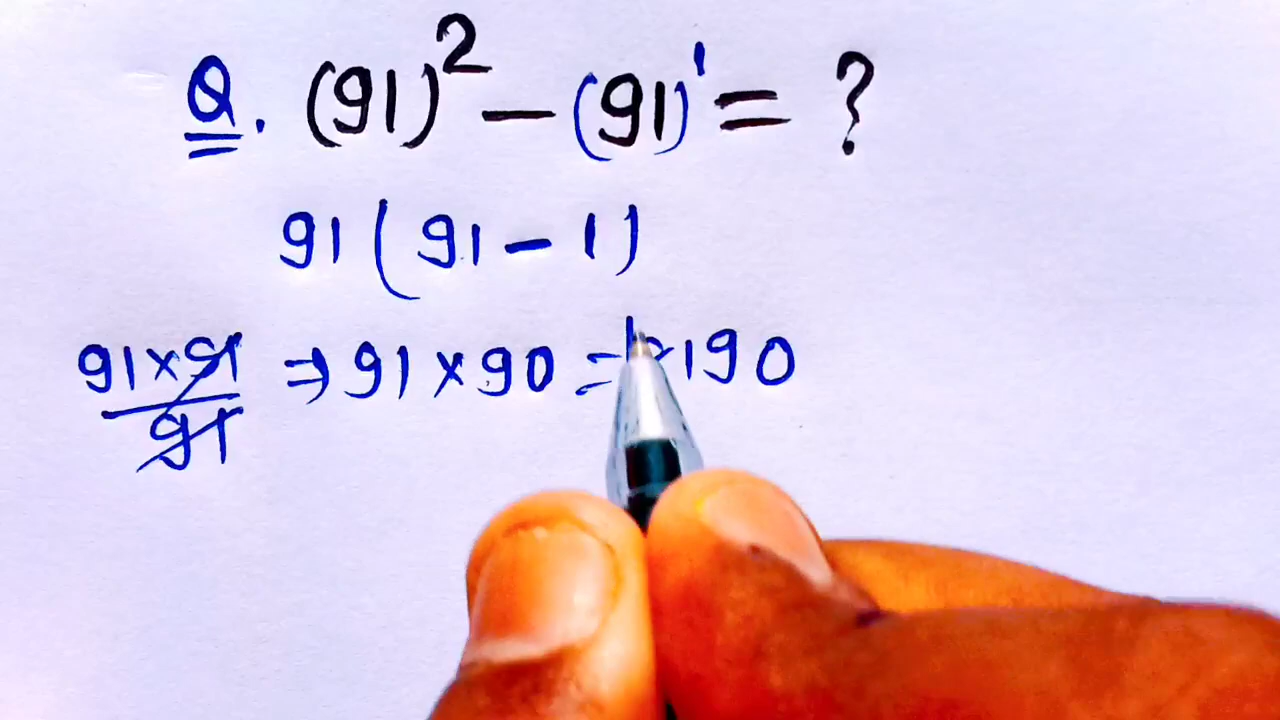 Q. (91)² – (91)¹ = ?
91 ( 91 – 1 )
91 × 91 / 91 ⇒ 91 × 90 = 190